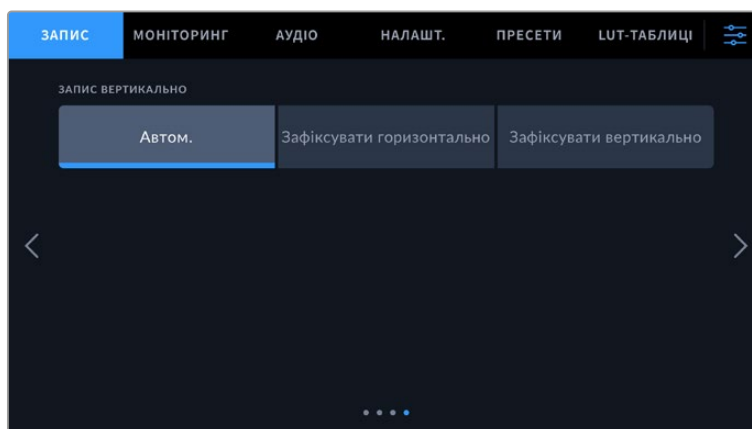 ЗАПИС МОНІТОРИНГ АУДІО НАЛАШТ. ПРЕСЕТИ LUT-ТАБЛИЦІ
ЗАПИС ВЕРТИКАЛЬНО
Автом. Зафіксувати горизонтально Зафіксувати вертикально